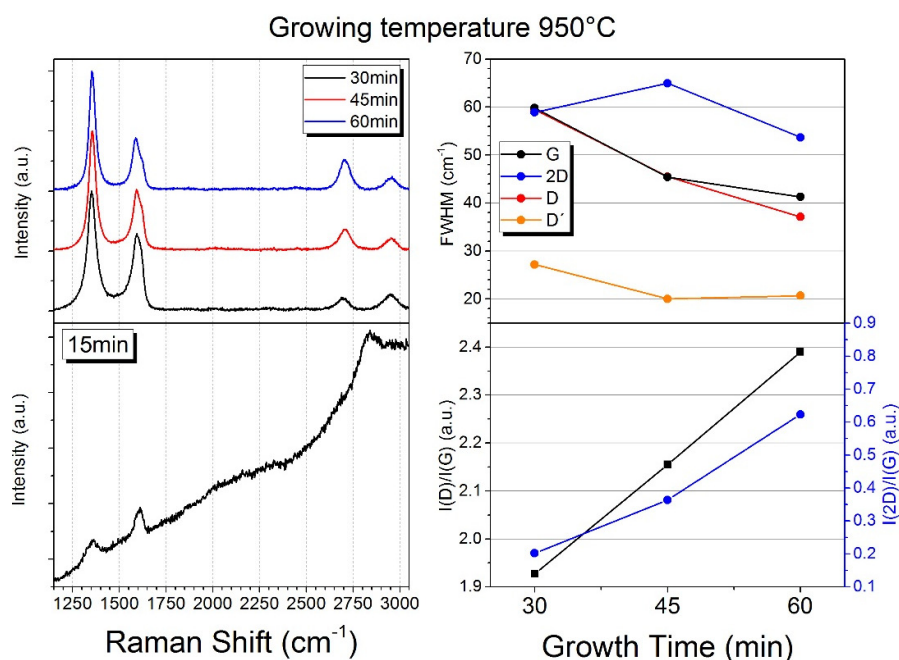 Growing temperature 950°C
Intensity (a.u.)
30min
45min
60min
15min
Intensity (a.u.)
1250 1500 1750 2000 2250 2500 2750 3000
Raman Shift (cm-1)
70
60
50
40
30
20
FWHM (cm-1)
G
2D
D
D´
2.4
2.3
2.2
2.1
2.0
1.9
I(D)/I(G) (a.u.)
0.9
0.8
0.7
0.6
0.5
0.4
0.3
0.2
0.1
I(2D)/I(G) (a.u.)
30 45 60
Growth Time (min)